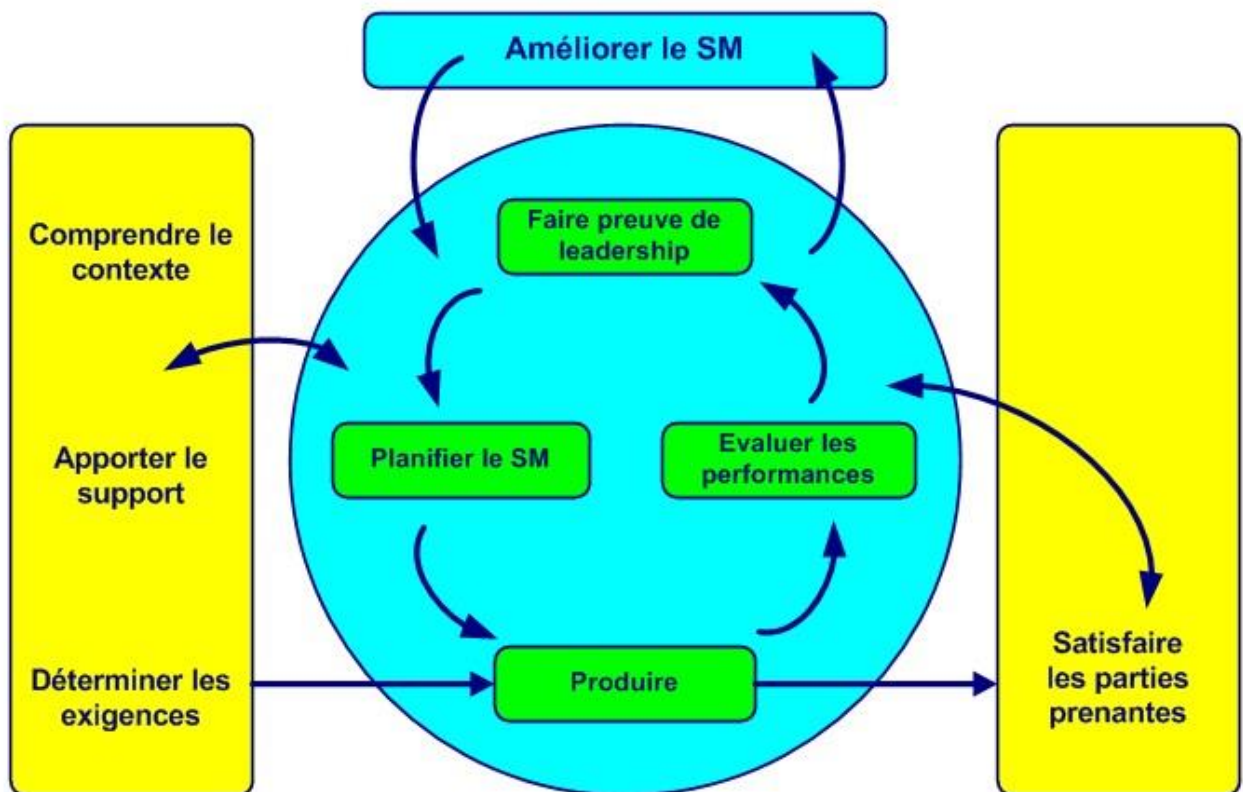 Améliorer le SM
Comprendre le
contexte
Apporter le
support
Déterminer les
exigences
Faire preuve de
leadership
Planifier le SM
Evaluer les
performances
Produire
Satisfaire
les parties
prenantes